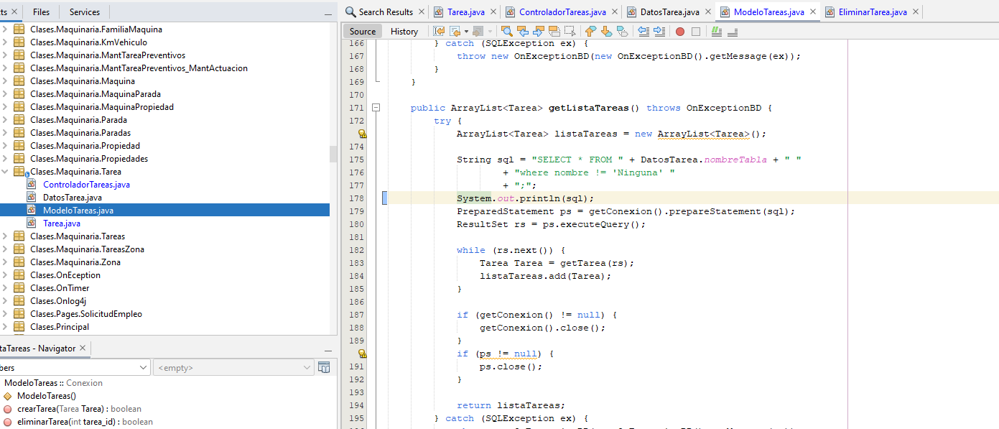 ts
Files
Services
Clases.Maquinaria.FamiliaMaquina
Clases.Maquinaria.KmVehiculo
Clases.Maquinaria.MantTareaPreventivos
Clases.Maquinaria.MantTareaPreventivos_MantActuacion
Clases.Maquinaria.Maquina
Clases.Maquinaria.MaquinaParada
Clases.Maquinaria.MaquinaPropiedad
Clases.Maquinaria.Parada
Clases.Maquinaria.Paradas
Clases.Maquinaria.Propiedad
Clases.Maquinaria.Propiedades
Clases.Maquinaria.Tarea
ControladorTareas.java
DatosTarea.java
ModeloTareas.java
Tarea.java
Clases.Maquinaria.Tareas
Clases.Maquinaria.TareasZona
Clases.Maquinaria.Zona
Clases.OnEception
Clases.OnTimer
Clases.Onlog4j
Clases.Pages.SolicitudEmpleo
Clases.Principal
taTareas - Navigator
bers
<empty>
ModeloTareas :: Conexion
ModeloTareas()
crearTarea(Tarea Tarea) : boolean
eliminarTarea(int tarea_id) : boolean
Search Results
Tarea.java
ControladorTareas.java
DatosTarea.java
ModeloTareas.java
EliminarTarea.java
Source
History
166 } catch (SQLException ex) {
167 throw new OnExceptionBD(new OnExceptionBD().getMessage(ex));
168 }
169 }
170
171 public ArrayList<Tarea> getListaTareas() throws OnExceptionBD {
172 try {
ArrayList<Tarea> listaTareas = new ArrayList<Tarea>();
174
175 String sql = "SELECT * FROM " + DatosTarea.nombreTabla + " "
176 + "where nombre != 'Ninguna' "
177 + ";";
178 System.out.println(sql);
179 PreparedStatement ps = getConexion().prepareStatement(sql);
180 ResultSet rs = ps.executeQuery();
181
182 while (rs.next()) {
183 Tarea Tarea = getTarea(rs);
184 listaTareas.add(Tarea);
185 }
186
187 if (getConexion() != null) {
188 getConexion().close();
189 }
if (ps != null) {
191 ps.close();
192 }
193
194 return listaTareas;
195 } catch (SQLException ex) {